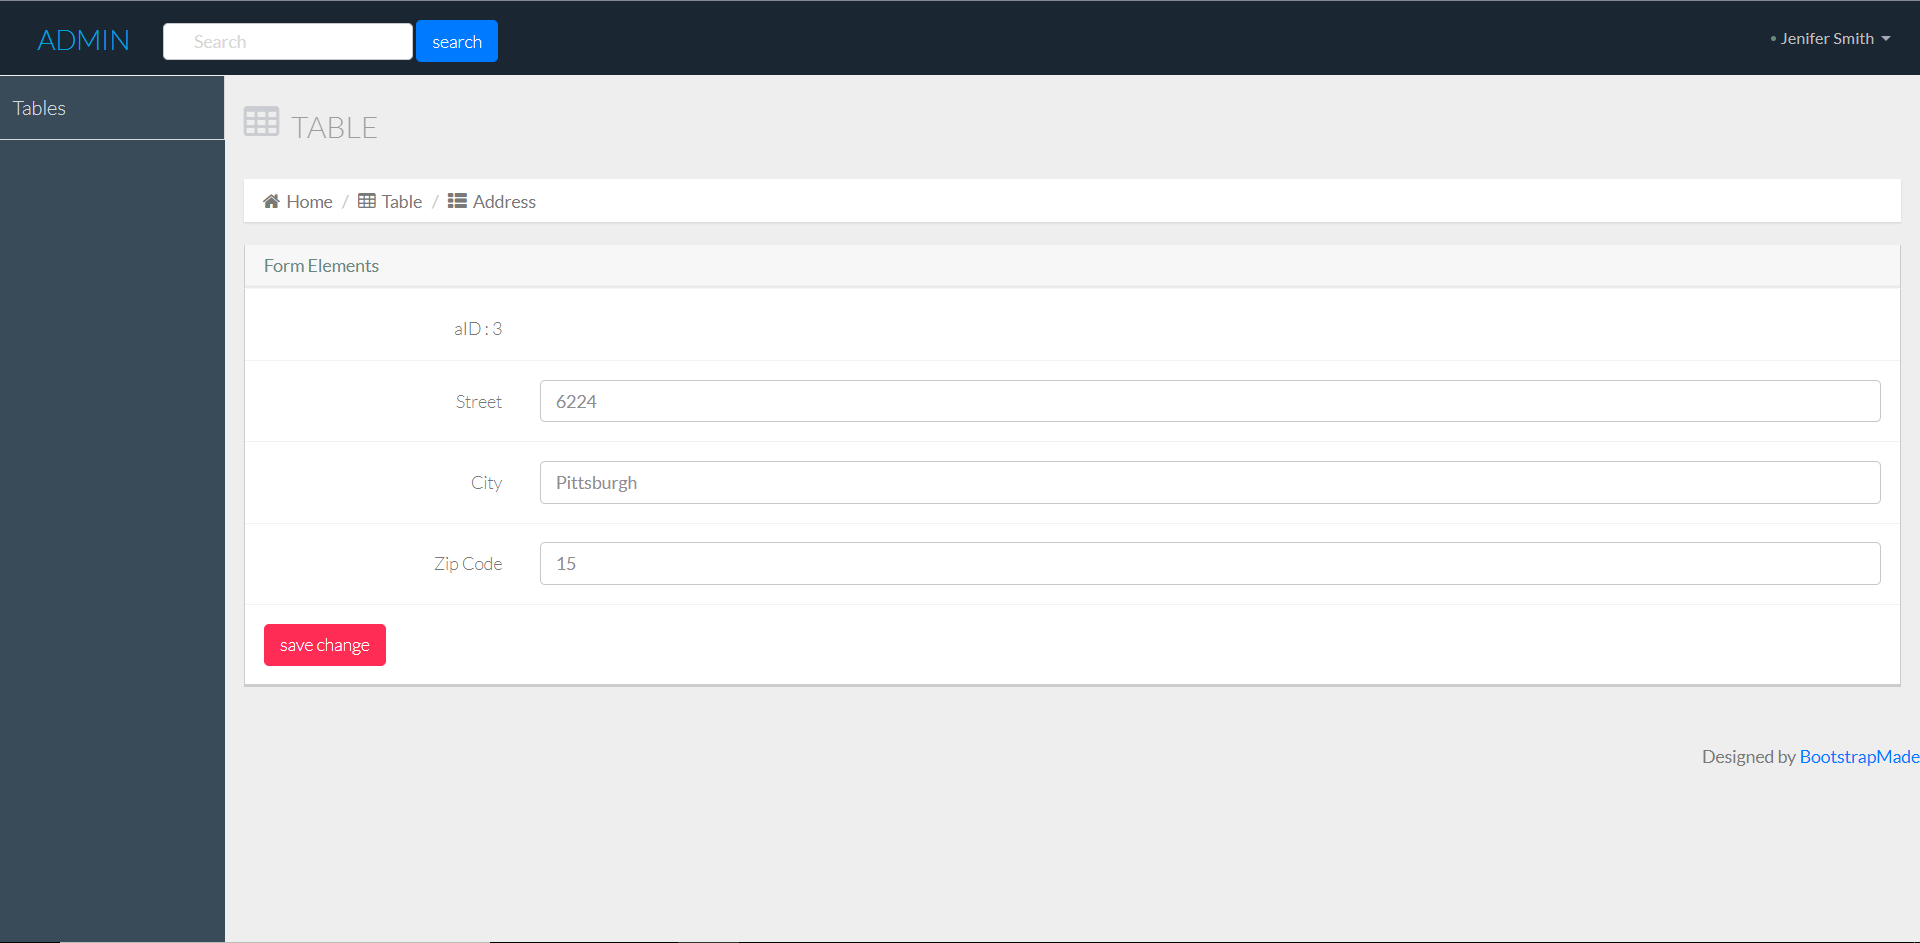 ADMIN Search search Jenifer Smith
Tables
TABLE
Home / Table / Address
Form Elements
aID : 3
Street 6224
City Pittsburgh
Zip Code 15
save change
Designed by BootstrapMade